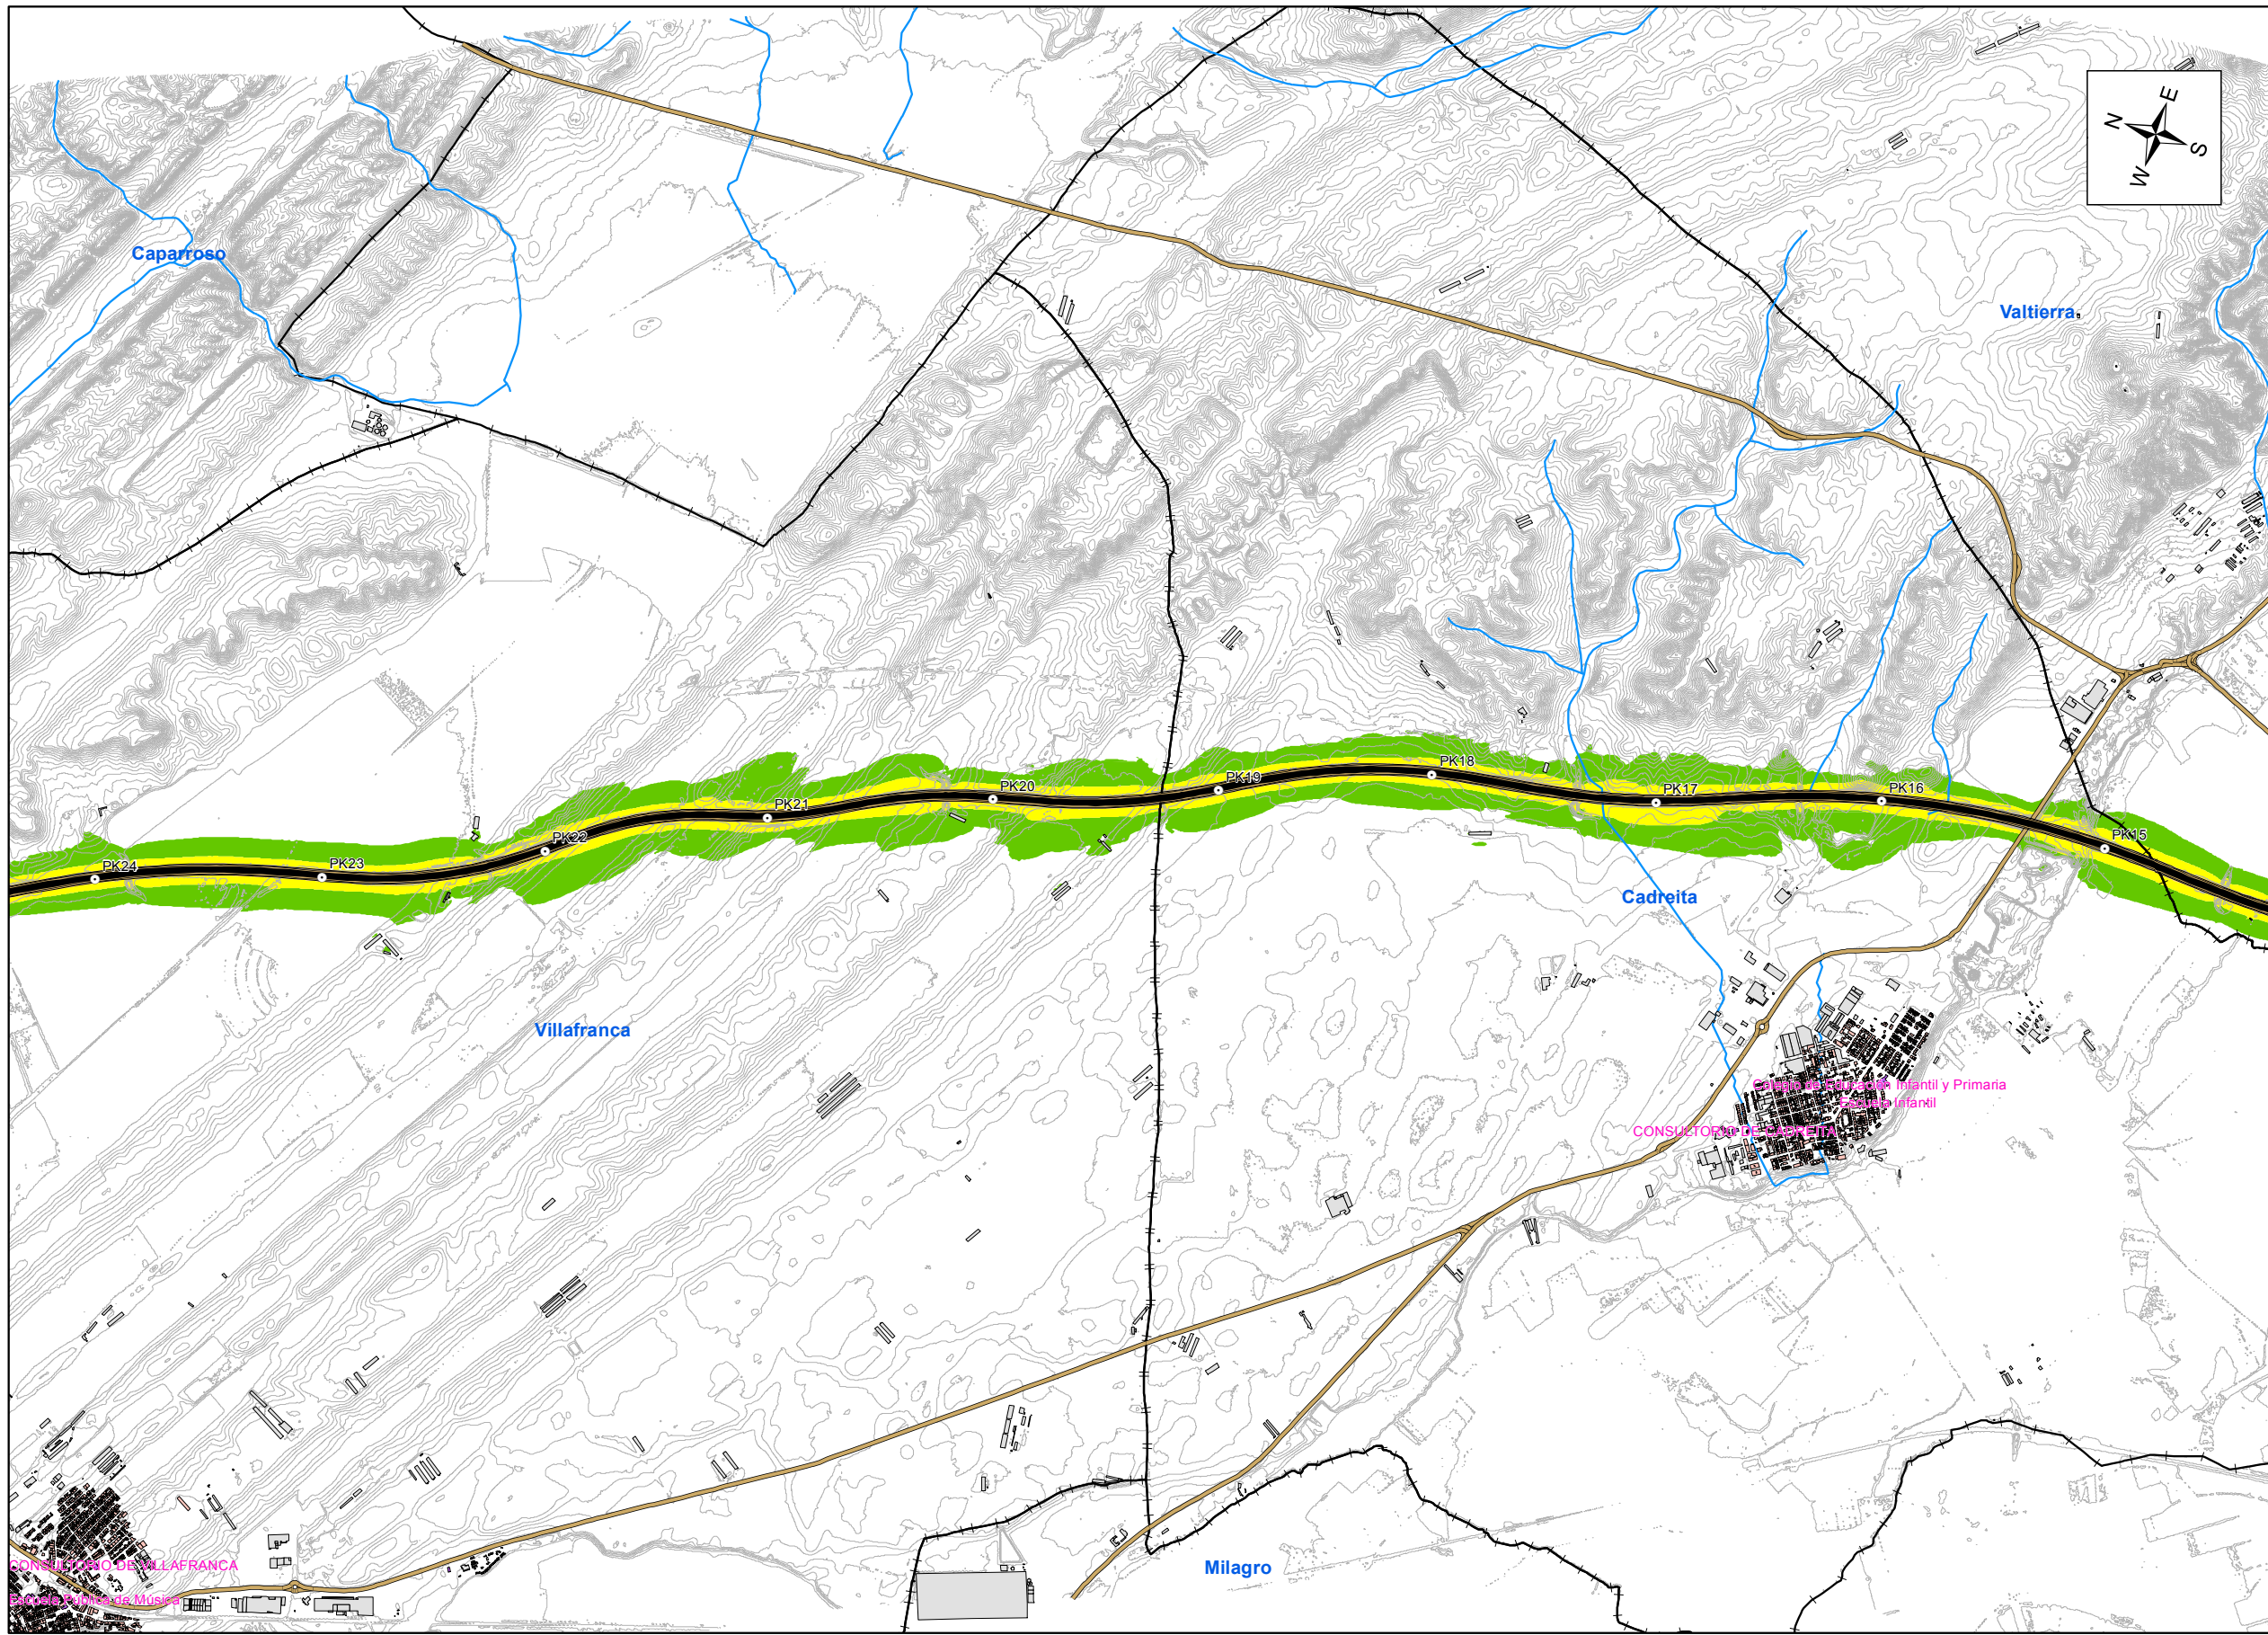 E
N
S
W
Caparroso
Valtierra
PK18
PK19
PK20
PK17
PK16
PK21
PK22
PK15
PK23
PK24
Cadreita
Villafranca
Colegio de Educación Infantil y Primaria
Escuela Infantil
CONSULTORIO DE CADREITA
CONSULTORIO DE VILLAFRANCA
Milagro
Escuela Pública de Música